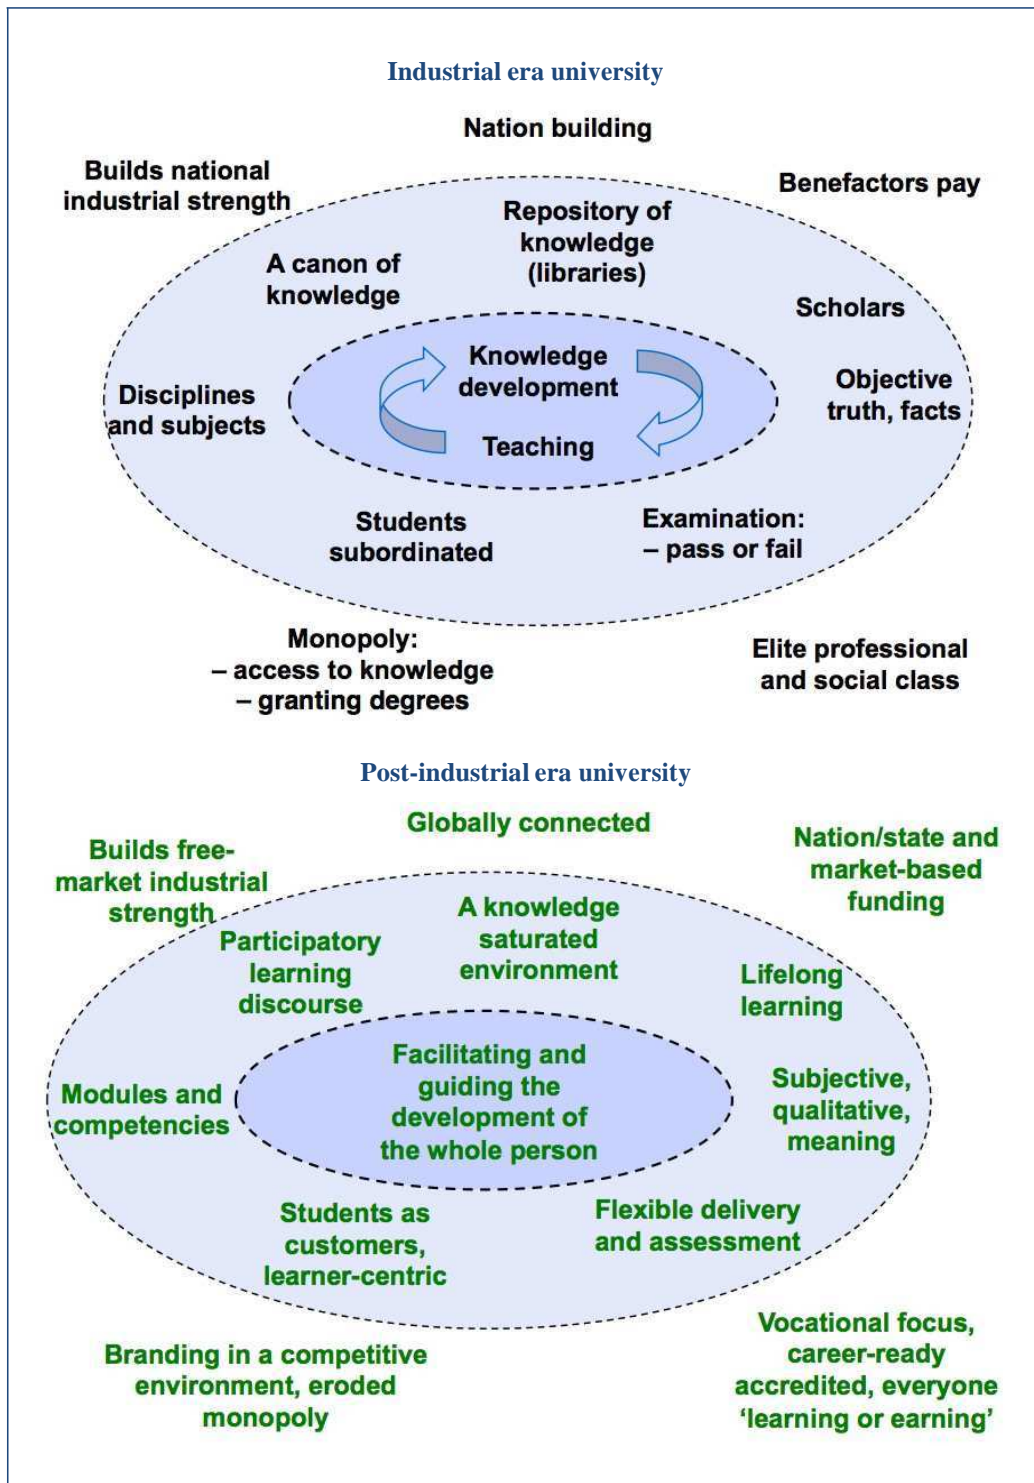 Industrial era university
Nation building
Builds national
industrial strength
Benefactors pay
Repository of
knowledge
(libraries)
A canon of
knowledge
Scholars
Knowledge
development
Disciplines
and subjects
Objective
truth, facts
Teaching
Students
subordinated
Examination:
– pass or fail
Monopoly:
– access to knowledge
– granting degrees
Elite professional
and social class
Post-industrial era university
Globally connected
Builds free-
market industrial
strength
Nation/state and
market-based
funding
A knowledge
saturated
environment
Participatory
learning
discourse
Lifelong
learning
Facilitating and
guiding the
development of
the whole person
Modules and
competencies
Subjective,
qualitative,
meaning
Students as
customers,
learner-centric
Flexible delivery
and assessment
Branding in a competitive
environment, eroded
monopoly
Vocational focus,
career-ready
accredited, everyone
‘learning or earning’